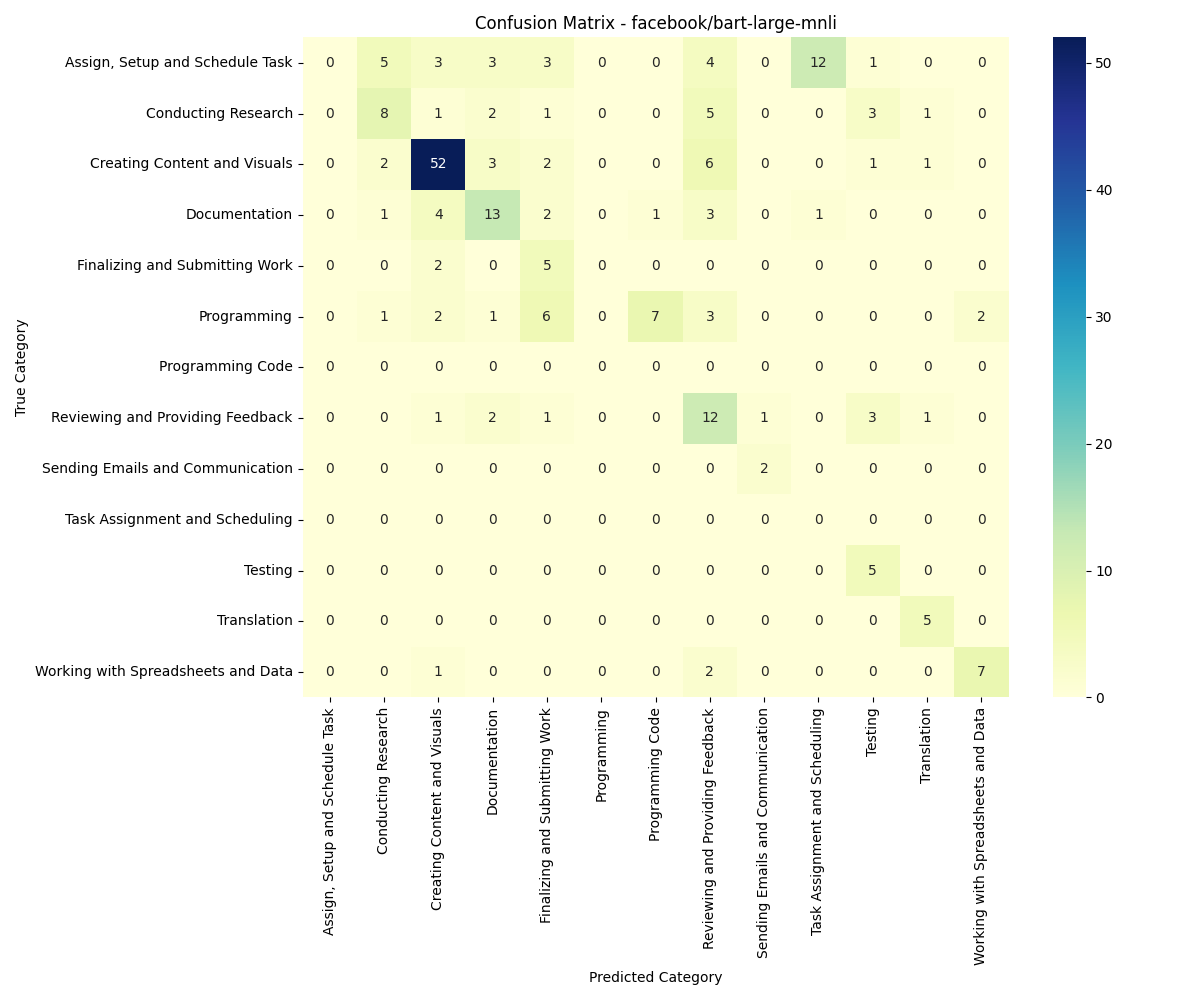 Confusion Matrix - facebook/bart-large-mnli
Assign, Setup and Schedule Task 0 5 3 3 3 0 0 4 0 12 1 0 0
Conducting Research 0 8 1 2 1 0 0 5 0 0 3 1 0
Creating Content and Visuals 0 2 52 3 2 0 0 6 0 0 1 1 0
Documentation 0 1 4 13 2 0 1 3 0 1 0 0 0
Finalizing and Submitting Work 0 0 2 0 5 0 0 0 0 0 0 0 0
Programming 0 1 2 1 6 0 7 3 0 0 0 0 2
Programming Code 0 0 0 0 0 0 0 0 0 0 0 0 0
Reviewing and Providing Feedback 0 0 1 2 1 0 0 12 1 0 3 1 0
Sending Emails and Communication 0 0 0 0 0 0 0 0 2 0 0 0 0
Task Assignment and Scheduling 0 0 0 0 0 0 0 0 0 0 0 0 0
Testing 0 0 0 0 0 0 0 0 0 0 5 0 0
Translation 0 0 0 0 0 0 0 0 0 0 0 5 0
Working with Spreadsheets and Data 0 0 1 0 0 0 0 2 0 0 0 0 7
True Category
Assign, Setup and Schedule Task
Conducting Research
Creating Content and Visuals
Documentation
Finalizing and Submitting Work
Programming
Programming Code
Reviewing and Providing Feedback
Sending Emails and Communication
Task Assignment and Scheduling
Testing
Translation
Working with Spreadsheets and Data
Predicted Category
50
40
30
20
10
0